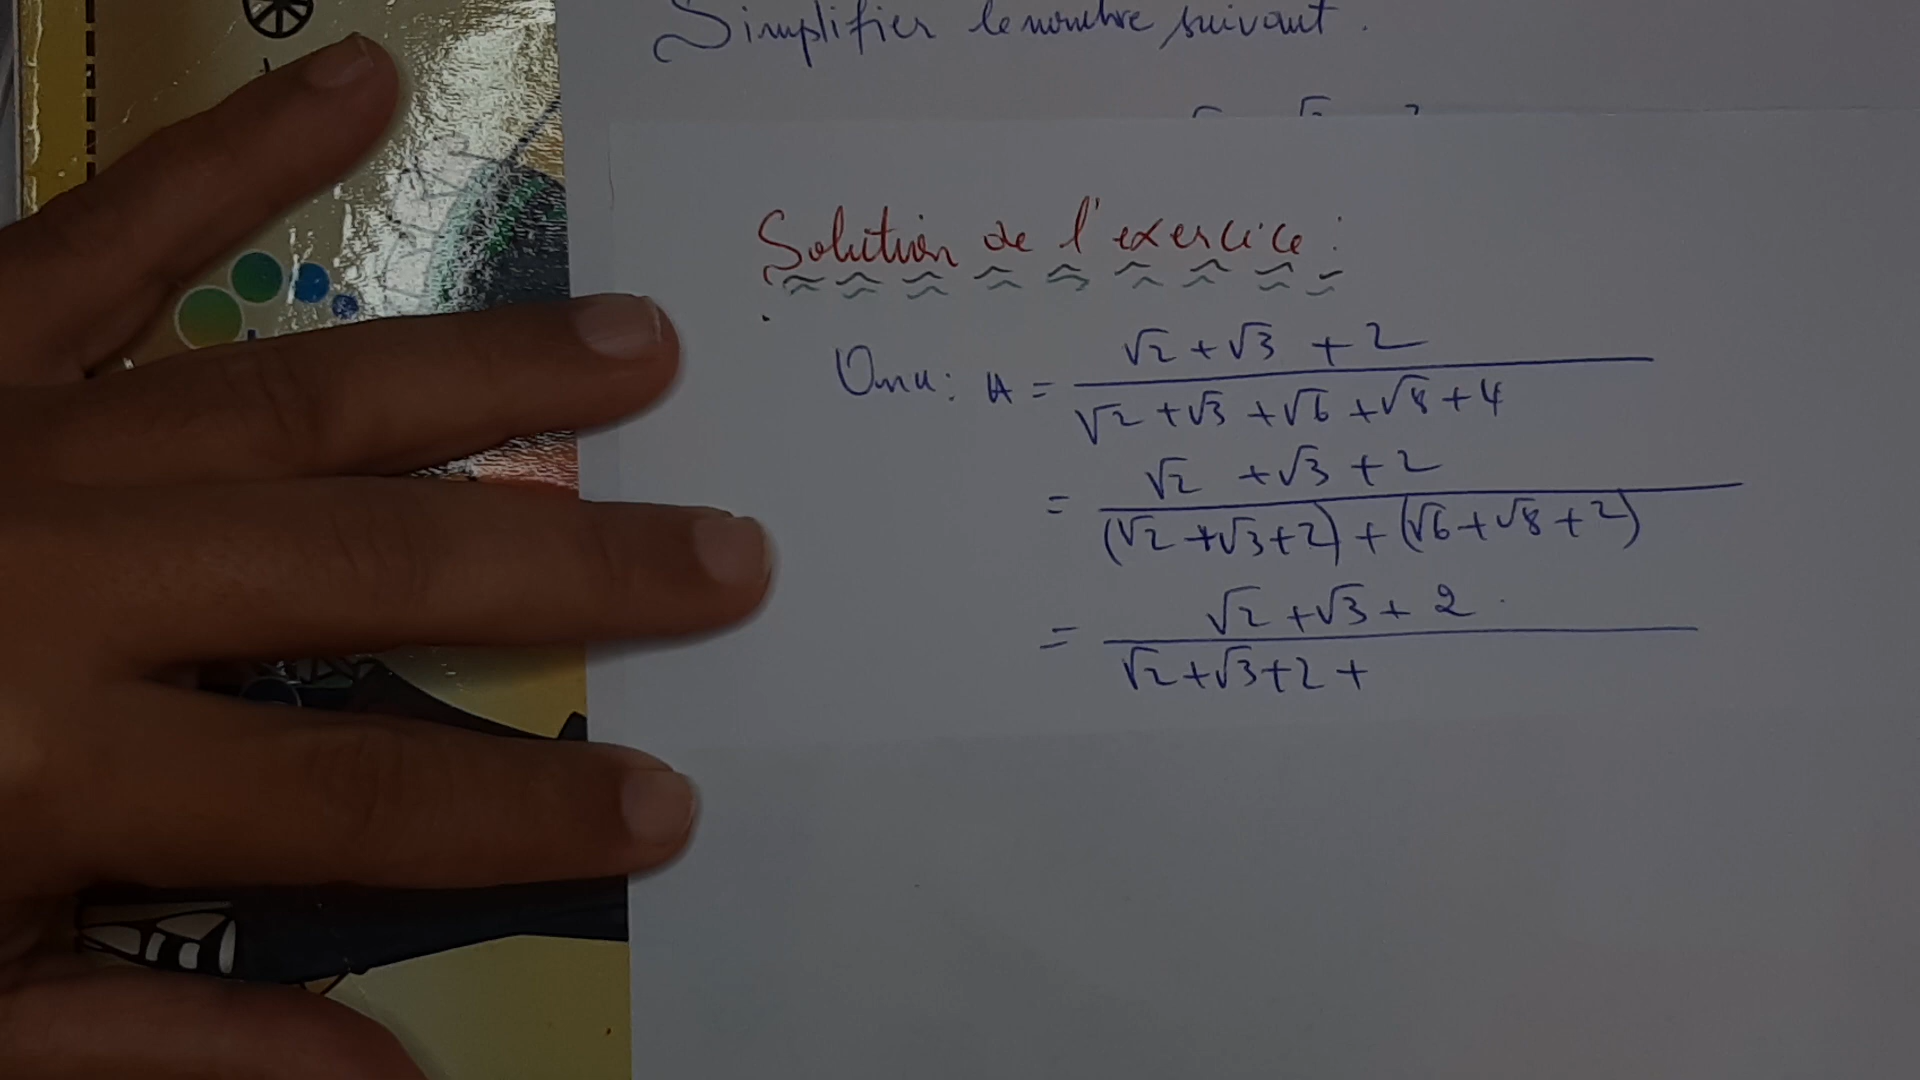 Simplifier le nombre suivant.
Solution de l'exercice :
On a : A = √2 + √3 + 2
√2 + √3 + √6 + √8 + 4
= √2 + √3 + 2
(√2 + √3 + 2) + (√6 + √8 + 2)
= √2 + √3 + 2
√2 + √3 + 2 +